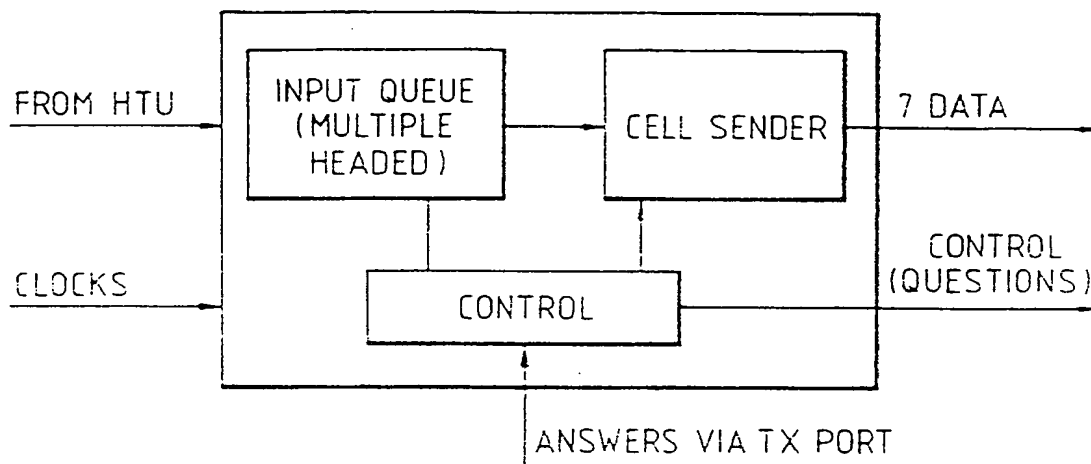 FROM HTU
INPUT QUEUE
(MULTIPLE
HEADED)
CELL SENDER
7 DATA
CLOCKS
CONTROL
CONTROL
(QUESTIONS)
ANSWERS VIA TX PORT